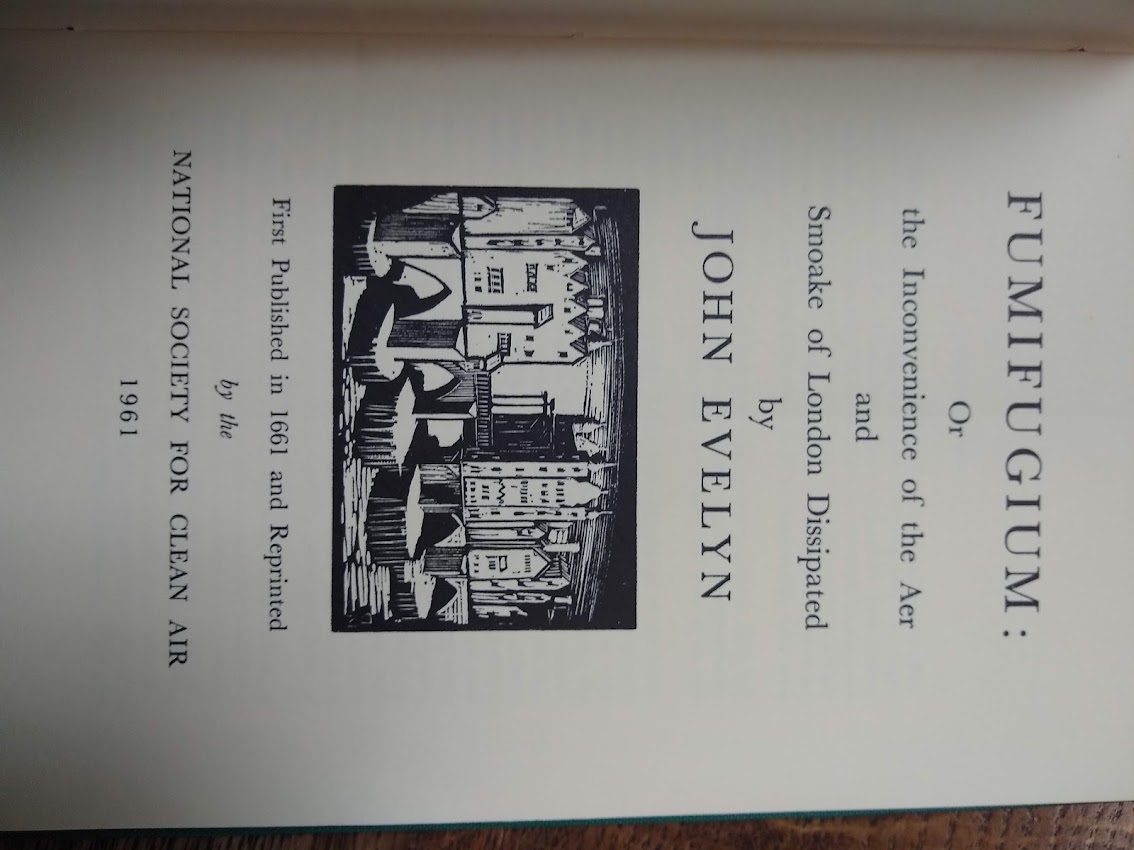 FUMIFUGIUM:
Or
the Inconvenience of the Aer
and
Smoake of London Dissipated
by
JOHN EVELYN
First Published in 1661 and Reprinted
by the
NATIONAL SOCIETY FOR CLEAN AIR
1961